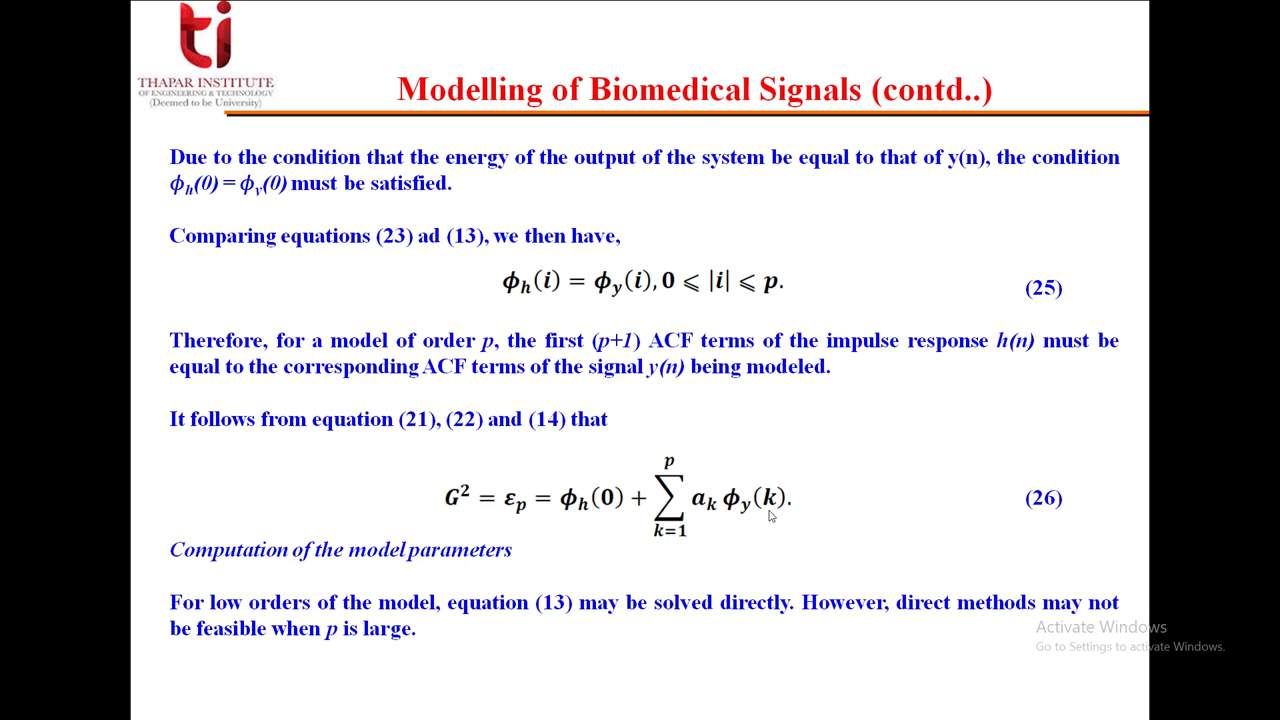 ti
THAPAR INSTITUTE
OF ENGINEERING & TECHNOLOGY
(Deemed to be University)
Modelling of Biomedical Signals (contd..)
Due to the condition that the energy of the output of the system be equal to that of y(n), the condition
ϕₕ(0) = ϕᵧ(0) must be satisfied.
Comparing equations (23) ad (13), we then have,
ϕₕ(i) = ϕᵧ(i), 0 ⩽ |i| ⩽ p. (25)
Therefore, for a model of order p, the first (p+1) ACF terms of the impulse response h(n) must be
equal to the corresponding ACF terms of the signal y(n) being modeled.
It follows from equation (21), (22) and (14) that
G² = εₚ = ϕₕ(0) + ∑_{k=1}^{p} aₖ ϕᵧ(k). (26)
Computation of the model parameters
For low orders of the model, equation (13) may be solved directly. However, direct methods may not
be feasible when p is large.
Activate Windows
Go to Settings to activate Windows.